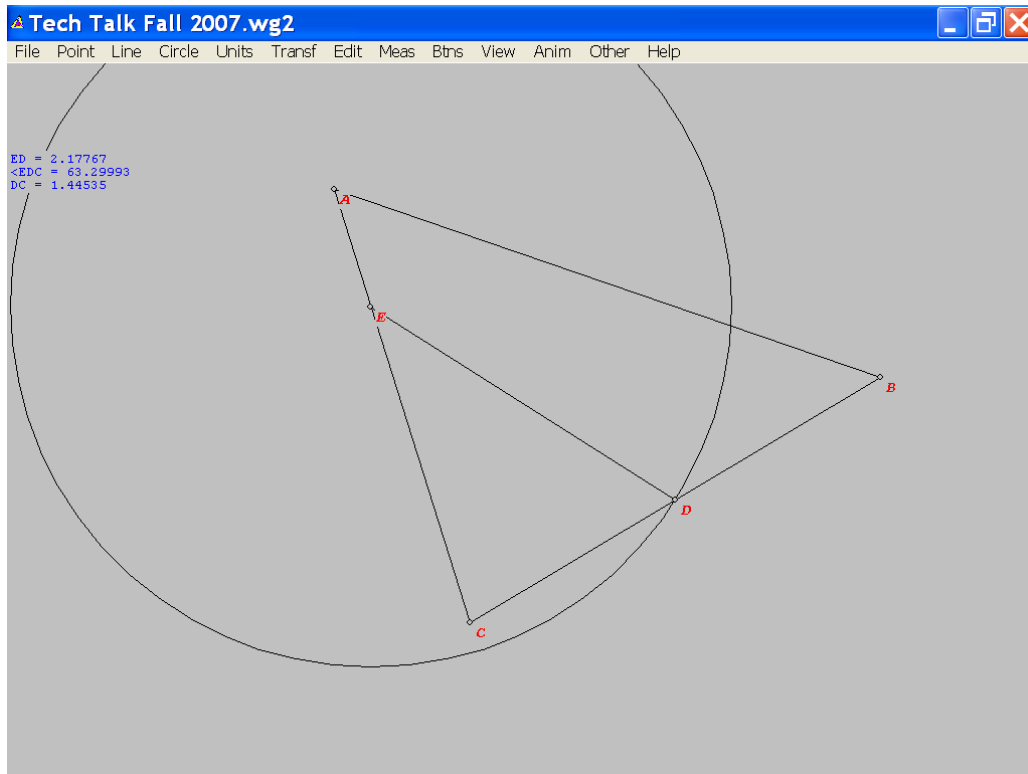 Tech Talk Fall 2007.wg2
File Point Line Circle Units Transf Edit Meas Btns View Anim Other Help
ED = 2.17767
<EDC = 63.29993
DC = 1.44535
A
E
B
D
C